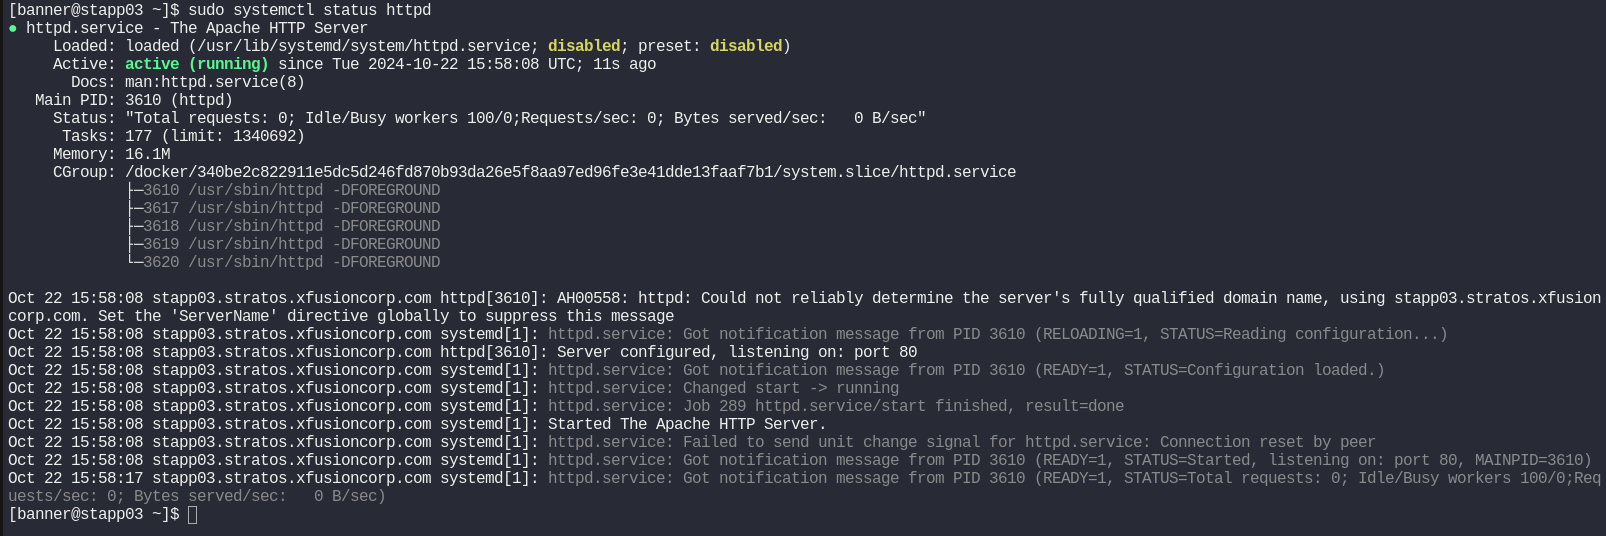 [banner@stapp03 ~]$ sudo systemctl status httpd
● httpd.service - The Apache HTTP Server
     Loaded: loaded (/usr/lib/systemd/system/httpd.service; disabled; preset: disabled)
     Active: active (running) since Tue 2024-10-22 15:58:08 UTC; 11s ago
       Docs: man:httpd.service(8)
   Main PID: 3610 (httpd)
     Status: "Total requests: 0; Idle/Busy workers 100/0;Requests/sec: 0; Bytes served/sec:   0 B/sec"
      Tasks: 177 (limit: 1340692)
     Memory: 16.1M
     CGroup: /docker/340be2c822911e5dc5d246fd870b93da26e5f8aa97ed96fe3e41dde13faaf7b1/system.slice/httpd.service
             ├─3610 /usr/sbin/httpd -DFOREGROUND
             ├─3617 /usr/sbin/httpd -DFOREGROUND
             ├─3618 /usr/sbin/httpd -DFOREGROUND
             ├─3619 /usr/sbin/httpd -DFOREGROUND
             └─3620 /usr/sbin/httpd -DFOREGROUND

Oct 22 15:58:08 stapp03.stratos.xfusioncorp.com httpd[3610]: AH00558: httpd: Could not reliably determine the server's fully qualified domain name, using stapp03.stratos.xfusion
corp.com. Set the 'ServerName' directive globally to suppress this message
Oct 22 15:58:08 stapp03.stratos.xfusioncorp.com systemd[1]: httpd.service: Got notification message from PID 3610 (RELOADING=1, STATUS=Reading configuration...)
Oct 22 15:58:08 stapp03.stratos.xfusioncorp.com httpd[3610]: Server configured, listening on: port 80
Oct 22 15:58:08 stapp03.stratos.xfusioncorp.com systemd[1]: httpd.service: Got notification message from PID 3610 (READY=1, STATUS=Configuration loaded.)
Oct 22 15:58:08 stapp03.stratos.xfusioncorp.com systemd[1]: httpd.service: Changed start -> running
Oct 22 15:58:08 stapp03.stratos.xfusioncorp.com systemd[1]: httpd.service: Job 289 httpd.service/start finished, result=done
Oct 22 15:58:08 stapp03.stratos.xfusioncorp.com systemd[1]: Started The Apache HTTP Server.
Oct 22 15:58:08 stapp03.stratos.xfusioncorp.com systemd[1]: httpd.service: Failed to send unit change signal for httpd.service: Connection reset by peer
Oct 22 15:58:08 stapp03.stratos.xfusioncorp.com systemd[1]: httpd.service: Got notification message from PID 3610 (READY=1, STATUS=Started, listening on: port 80, MAINPID=3610)
Oct 22 15:58:17 stapp03.stratos.xfusioncorp.com systemd[1]: httpd.service: Got notification message from PID 3610 (READY=1, STATUS=Total requests: 0; Idle/Busy workers 100/0;Req
uests/sec: 0; Bytes served/sec:   0 B/sec)
[banner@stapp03 ~]$